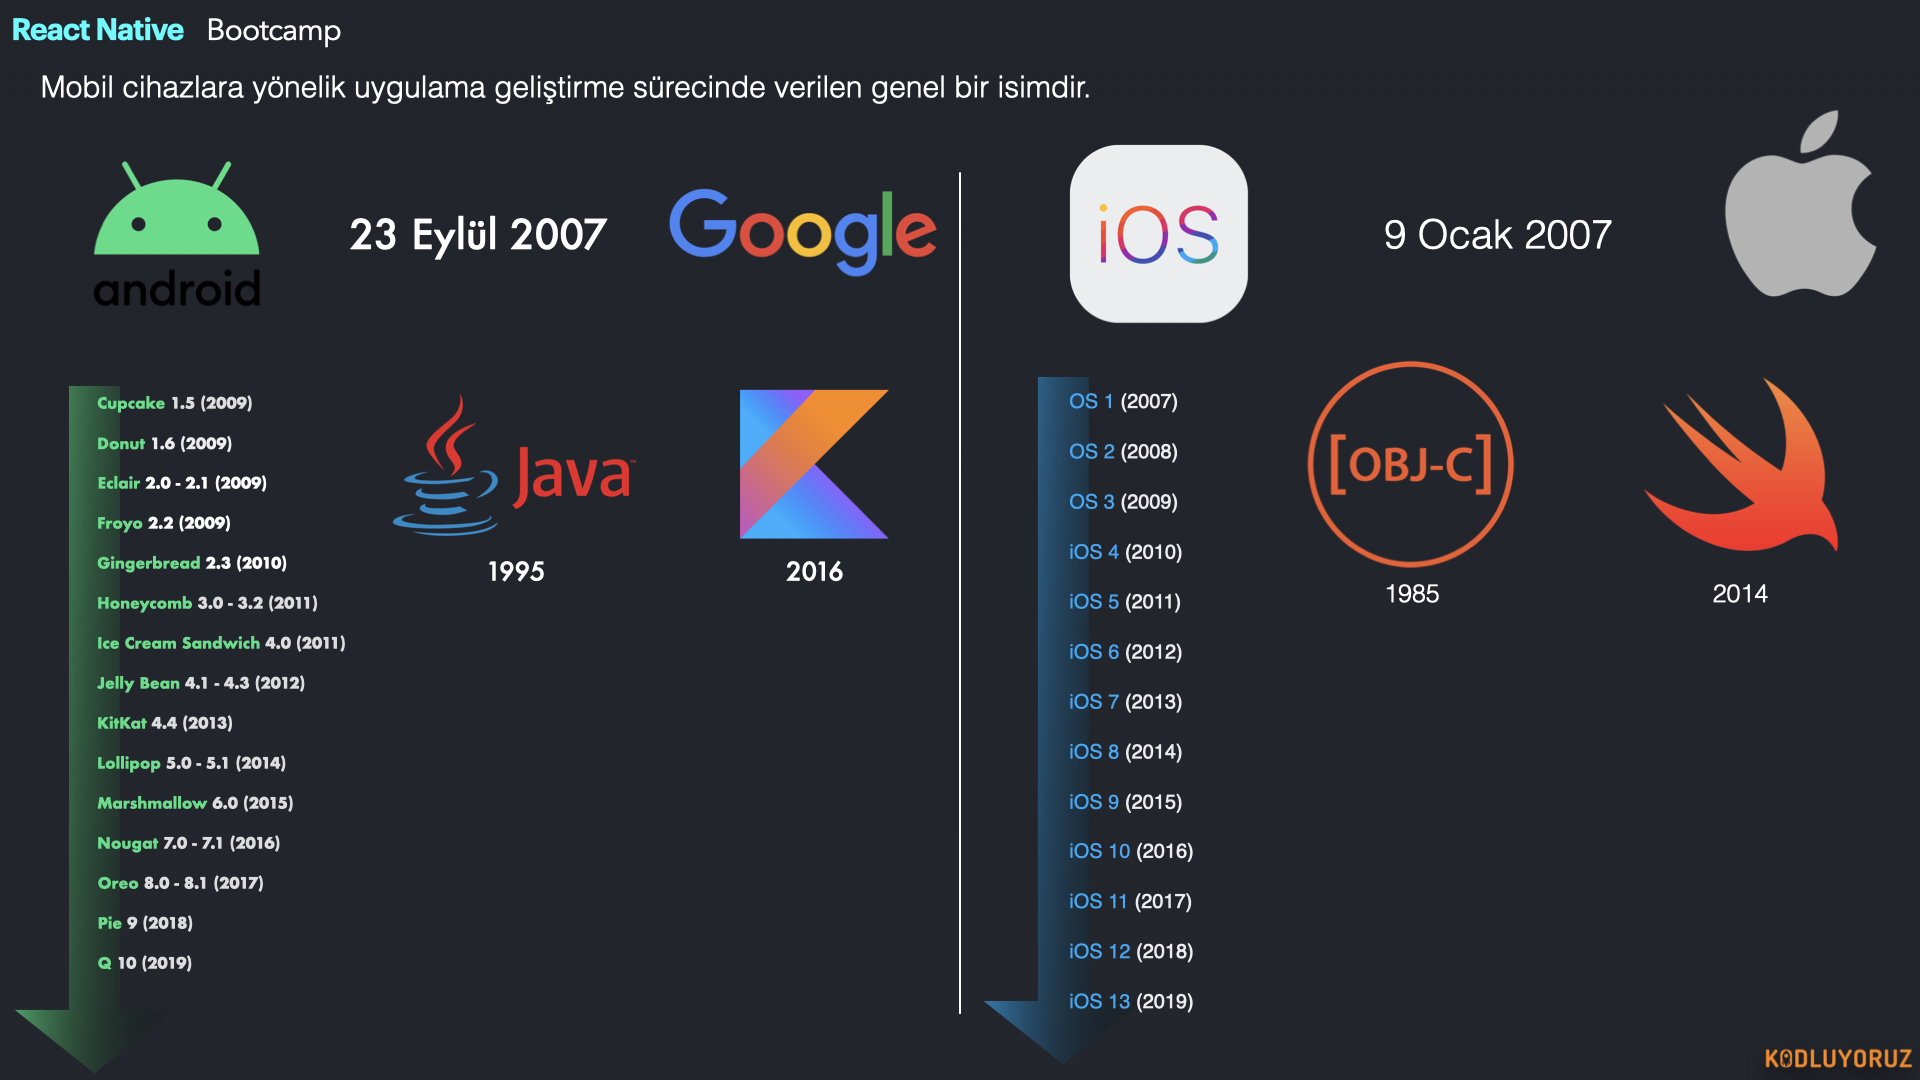 React Native Bootcamp
Mobil cihazlara yönelik uygulama geliştirme sürecinde verilen genel bir isimdir.
android
23 Eylül 2007
Google
Cupcake 1.5 (2009)
Donut 1.6 (2009)
Eclair 2.0 - 2.1 (2009)
Froyo 2.2 (2009)
Gingerbread 2.3 (2010)
Honeycomb 3.0 - 3.2 (2011)
Ice Cream Sandwich 4.0 (2011)
Jelly Bean 4.1 - 4.3 (2012)
KitKat 4.4 (2013)
Lollipop 5.0 - 5.1 (2014)
Marshmallow 6.0 (2015)
Nougat 7.0 - 7.1 (2016)
Oreo 8.0 - 8.1 (2017)
Pie 9 (2018)
Q 10 (2019)
Java™
1995
2016
iOS
9 Ocak 2007
OS 1 (2007)
OS 2 (2008)
OS 3 (2009)
iOS 4 (2010)
iOS 5 (2011)
iOS 6 (2012)
iOS 7 (2013)
iOS 8 (2014)
iOS 9 (2015)
iOS 10 (2016)
iOS 11 (2017)
iOS 12 (2018)
iOS 13 (2019)
[OBJ-C]
1985
2014
KODLUYORUZ